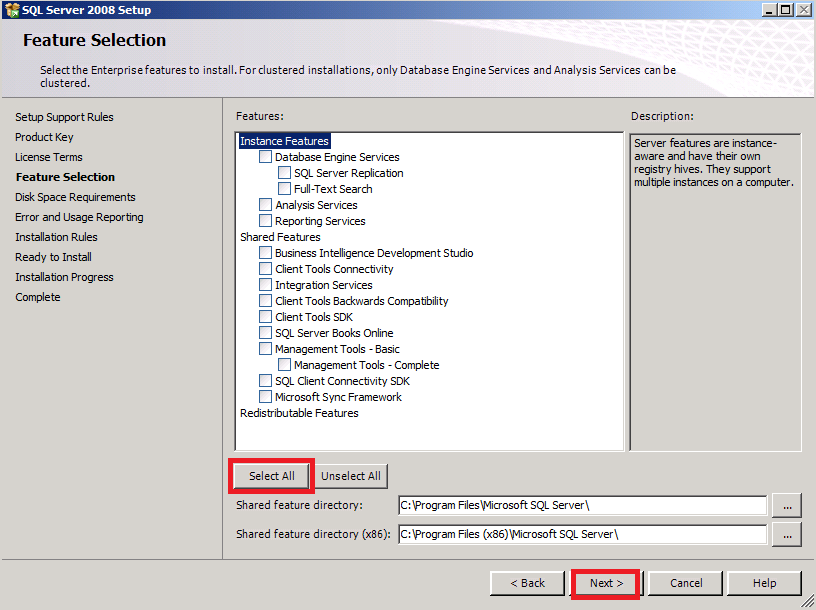 SQL Server 2008 Setup
Feature Selection
Select the Enterprise features to install. For clustered installations, only Database Engine Services and Analysis Services can be
clustered.
Setup Support Rules
Product Key
License Terms
Feature Selection
Disk Space Requirements
Error and Usage Reporting
Installation Rules
Ready to Install
Installation Progress
Complete
Features:
Instance Features
Database Engine Services
SQL Server Replication
Full-Text Search
Analysis Services
Reporting Services
Shared Features
Business Intelligence Development Studio
Client Tools Connectivity
Integration Services
Client Tools Backwards Compatibility
Client Tools SDK
SQL Server Books Online
Management Tools - Basic
Management Tools - Complete
SQL Client Connectivity SDK
Microsoft Sync Framework
Redistributable Features
Description:
Server features are instance-
aware and have their own
registry hives. They support
multiple instances on a computer.
Select All
Unselect All
Shared feature directory:
C:\Program Files\Microsoft SQL Server\
...
Shared feature directory (x86):
C:\Program Files (x86)\Microsoft SQL Server\
...
< Back
Next >
Cancel
Help